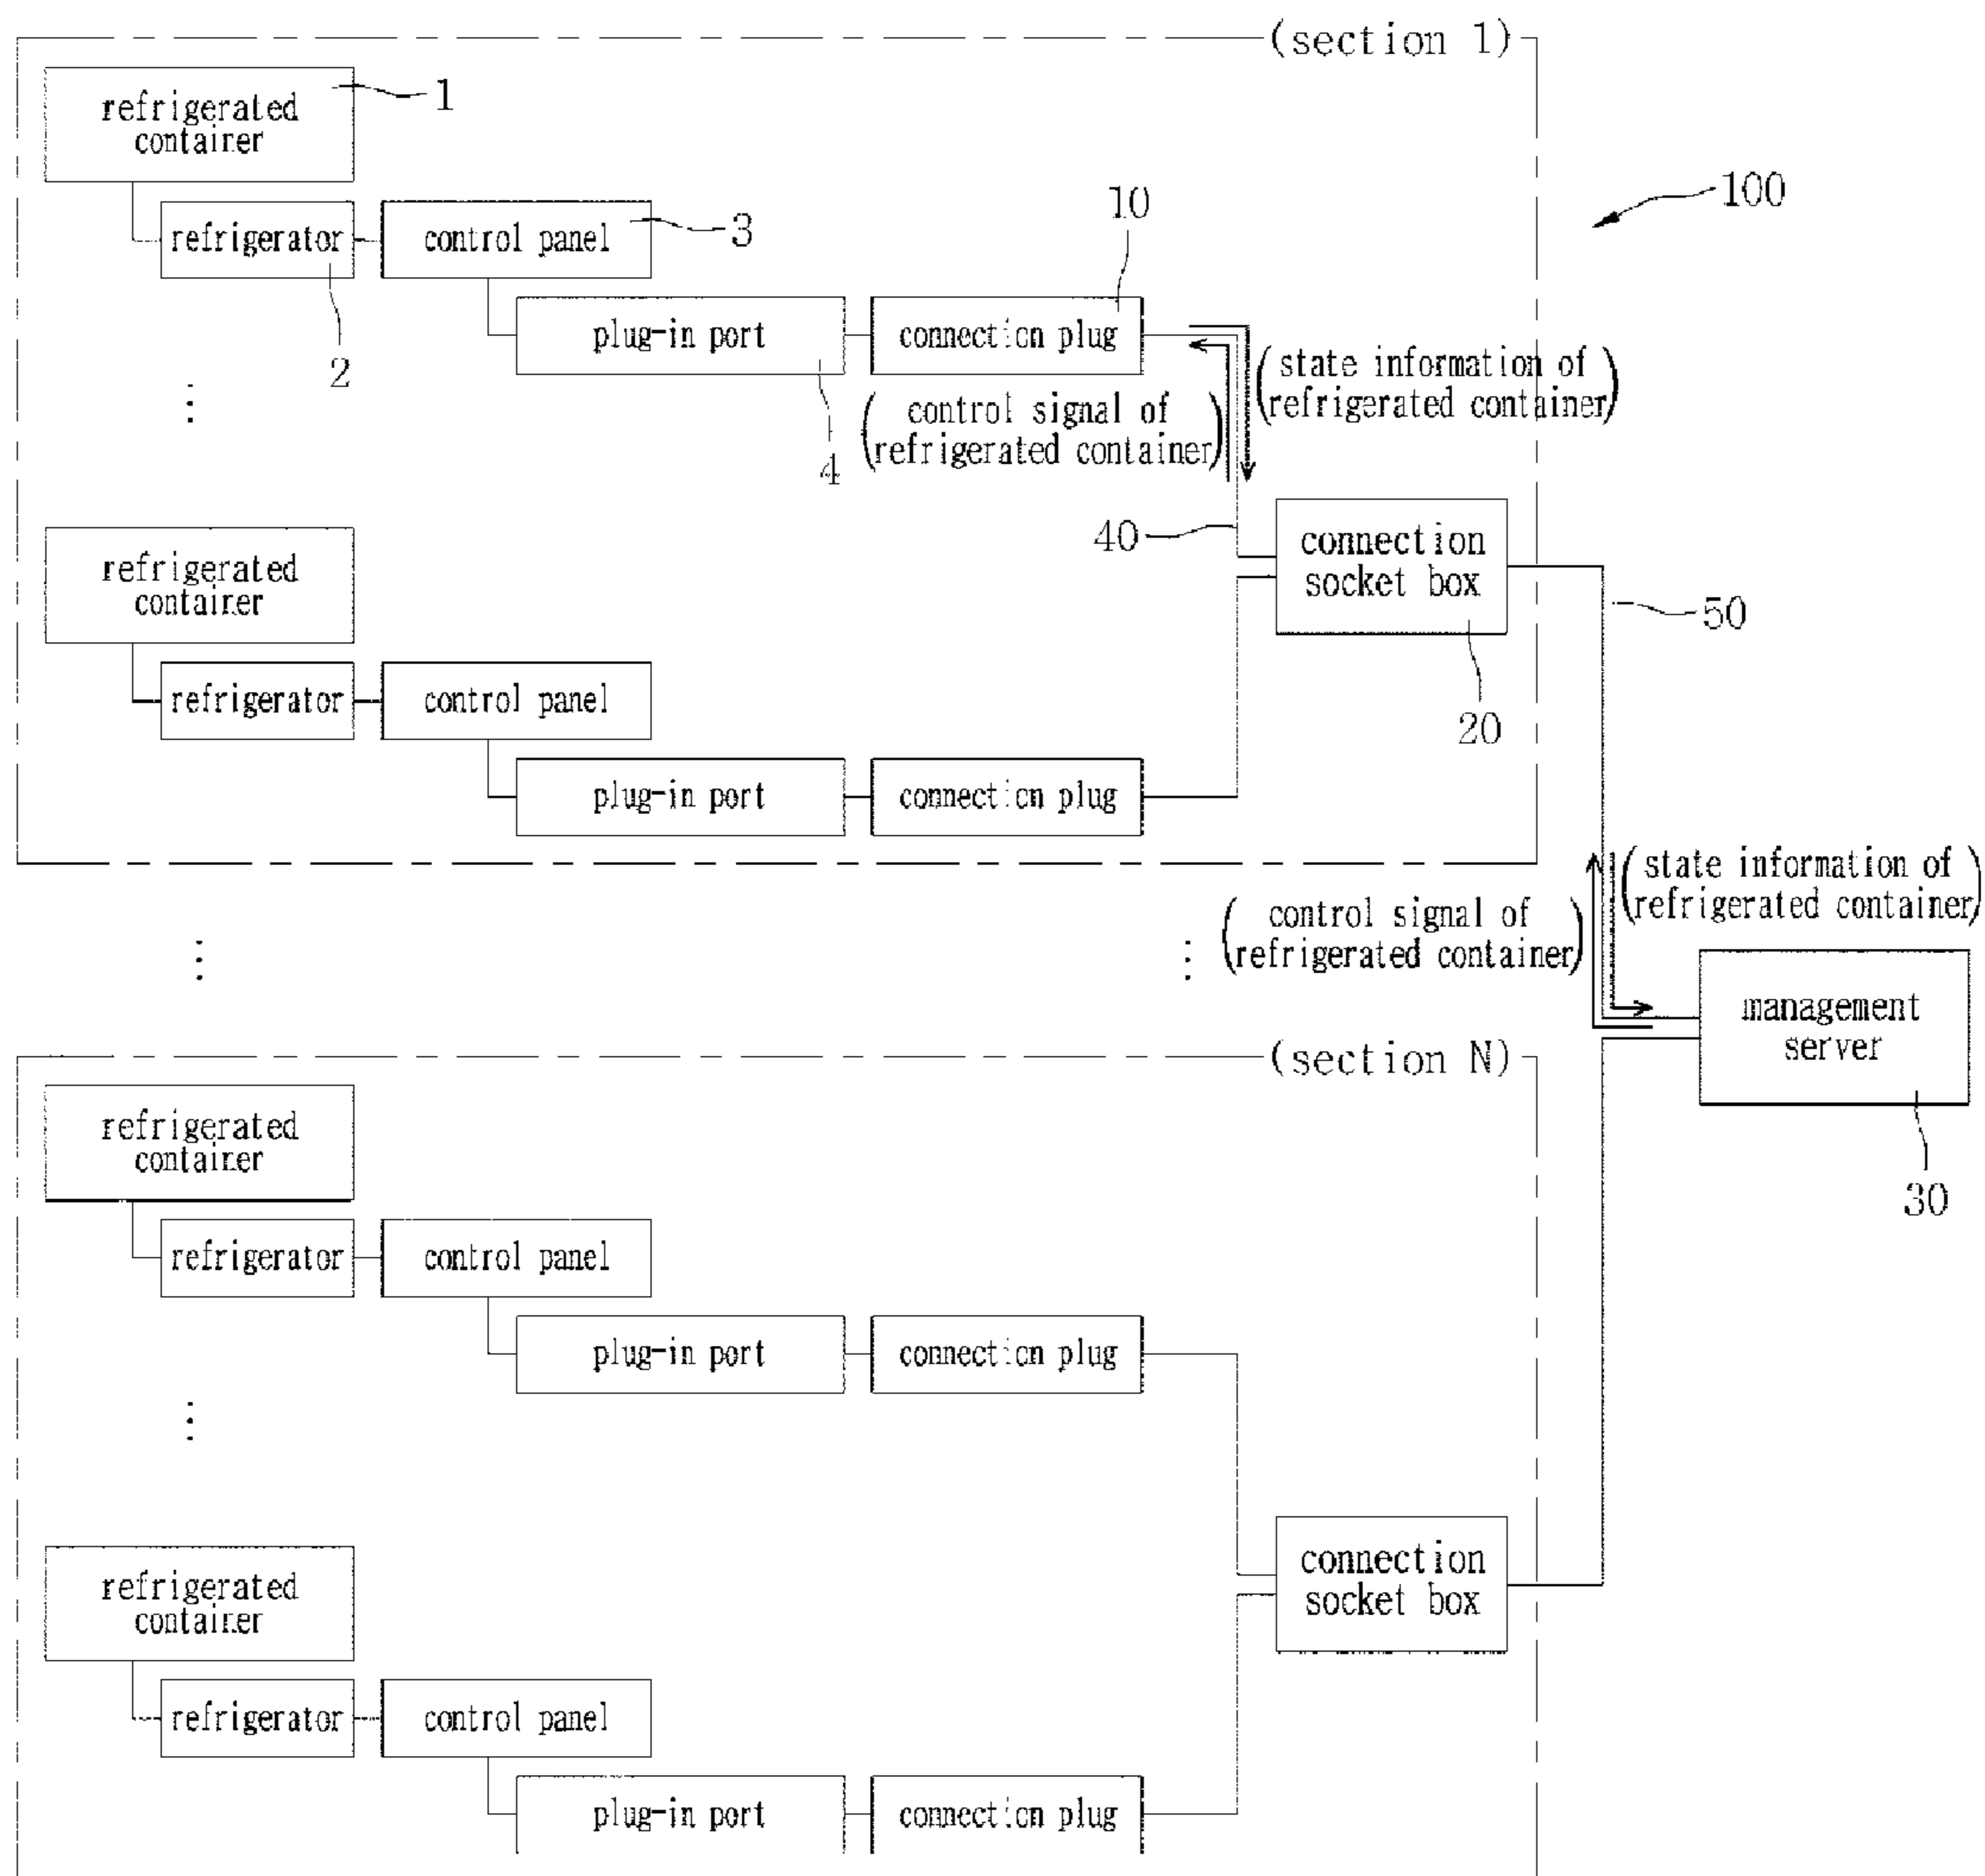 (section 1)
refrigerated
container
1
100
refrigerator
control panel
3
10
2
plug-in port
connection plug
4
(state information of
refrigerated container)
(control signal of
refrigerated container)
⋮
40
refrigerated
container
connection
socket box
50
20
refrigerator
control panel
plug-in port
connection plug
(state information of
refrigerated container)
(control signal of
refrigerated container)
⋮
⋮
management
server
30
(section N)
refrigerated
container
refrigerator
control panel
plug-in port
connection plug
⋮
refrigerated
container
connection
socket box
refrigerator
control panel
plug-in port
connection plug